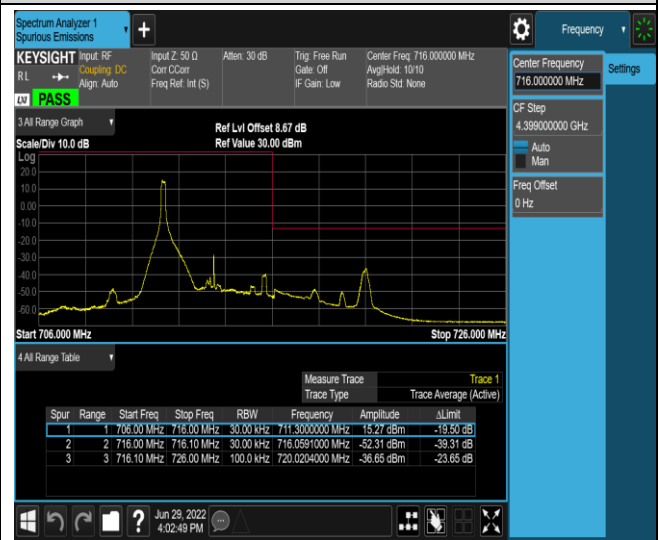 Spectrum Analyzer 1
Spurious Emissions
Frequency
KEYSIGHT
R L
Input: RF
Coupling: DC
Align: Auto
Input Z: 50 Ω
Corr CCorr
Freq Ref: Int (S)
Atten: 30 dB
Trig: Free Run
Gate: Off
IF Gain: Low
Center Freq: 716.000000 MHz
Avg|Hold: 10/10
Radio Std: None
LXI PASS
3 All Range Graph
Scale/Div 10.0 dB
Ref Lvl Offset 8.67 dB
Ref Value 30.00 dBm
Log
20.0
10.0
0.00
-10.0
-20.0
-30.0
-40.0
-50.0
-60.0
Start 706.000 MHz
Stop 726.000 MHz
4 All Range Table
Measure Trace Trace 1
Trace Type Trace Average (Active)
Spur Range Start Freq Stop Freq RBW Frequency Amplitude ΔLimit
1 1 706.00 MHz 716.00 MHz 30.00 kHz 711.3000000 MHz 15.27 dBm -19.50 dB
2 2 716.00 MHz 716.10 MHz 30.00 kHz 716.0591000 MHz -52.31 dBm -39.31 dB
3 3 716.10 MHz 726.00 MHz 100.0 kHz 720.0204000 MHz -36.65 dBm -23.65 dB
Jun 29, 2022
4:02:49 PM
Center Frequency
716.000000 MHz
Settings
CF Step
4.399000000 GHz
Auto
Man
Freq Offset
0 Hz